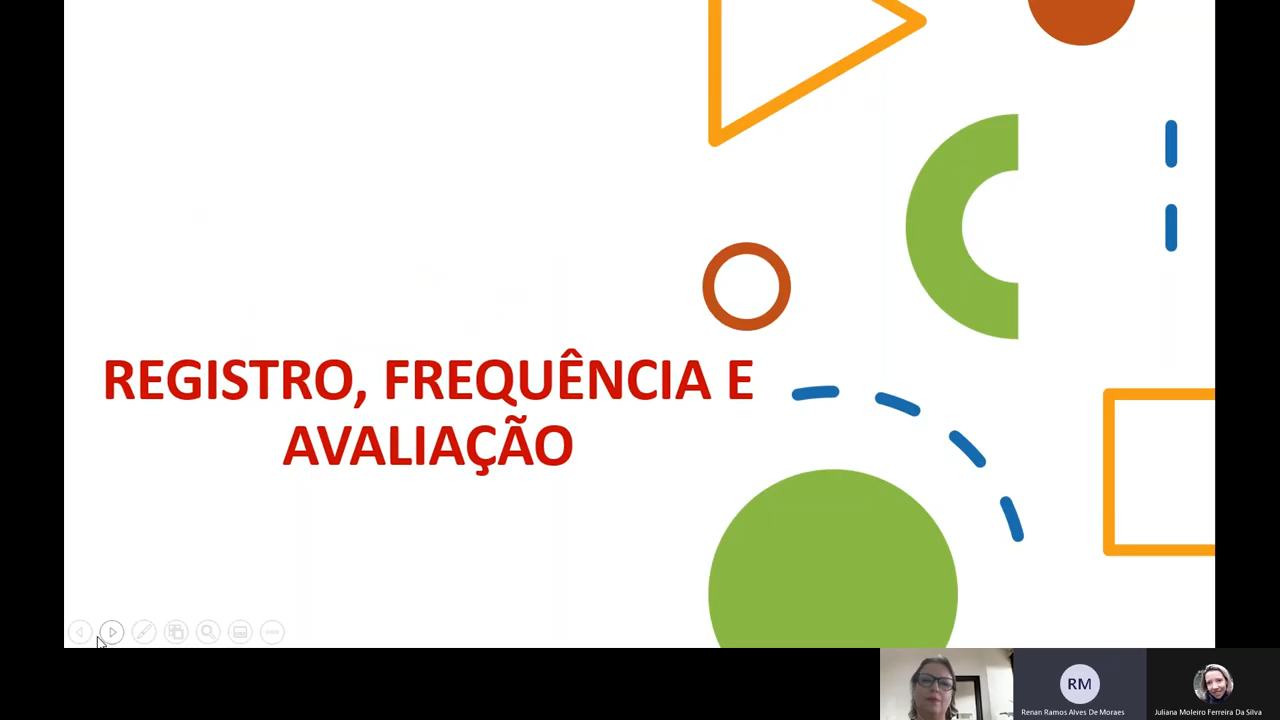 REGISTRO, FREQUÊNCIA E
AVALIAÇÃO
RM
Renan Ramos Alves De Moraes
Juliana Moleiro Ferreira Da Silva